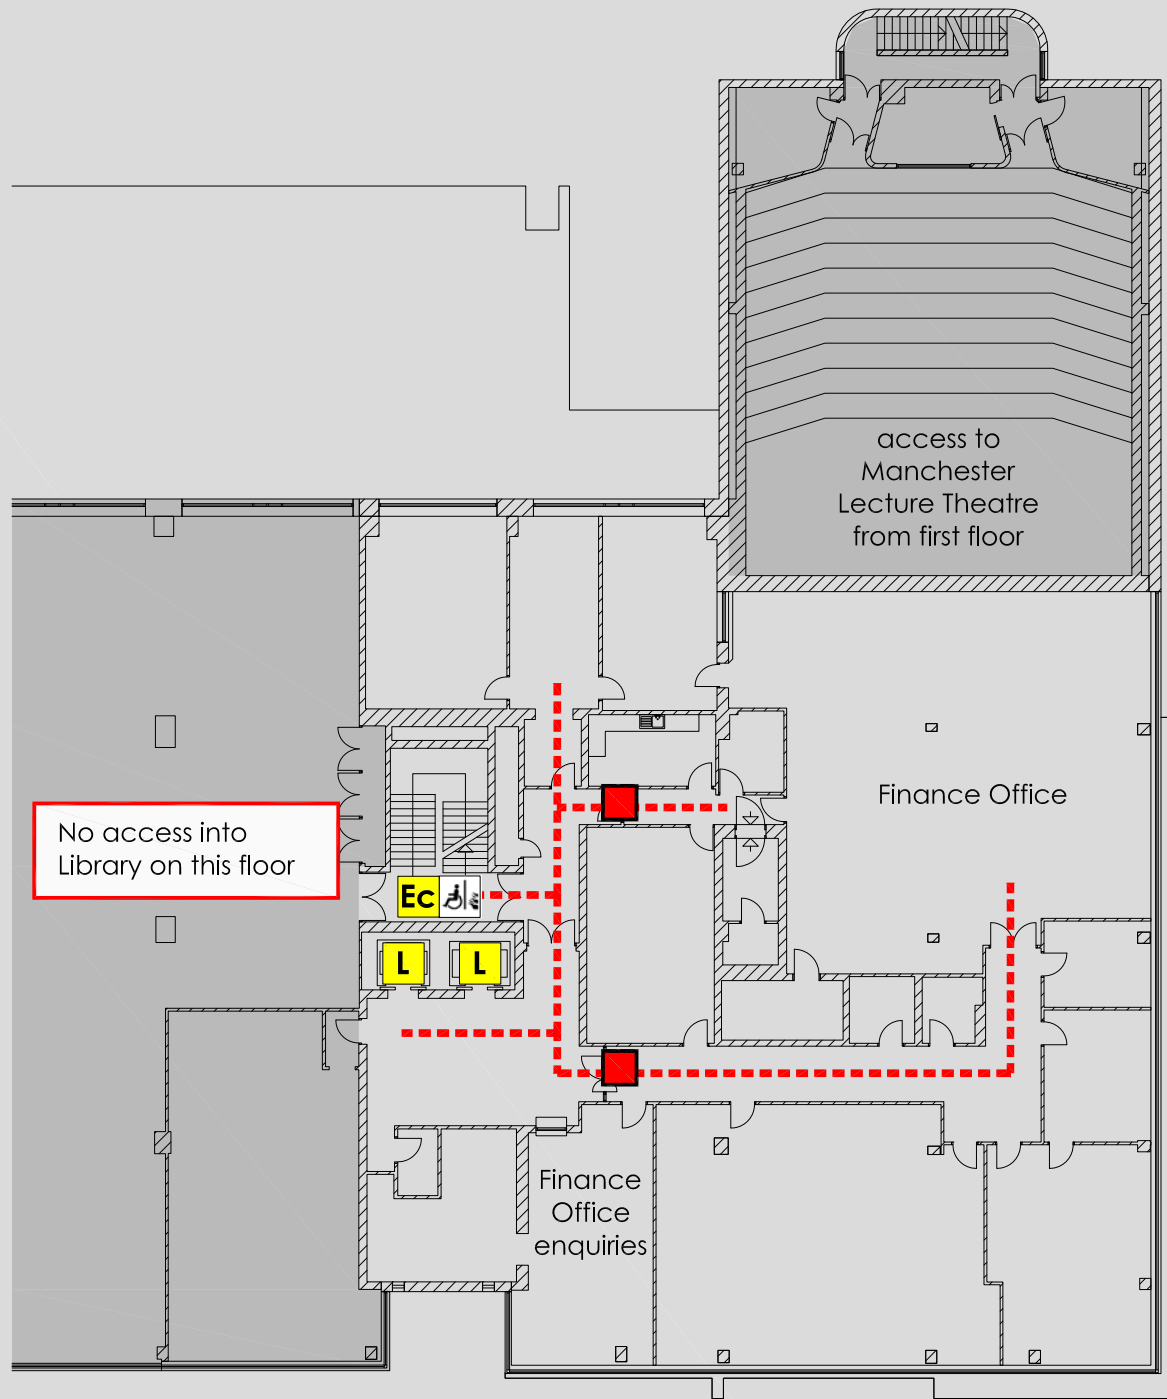 access to
Manchester
Lecture Theatre
from first floor
Finance Office
No access into
Library on this floor
Ec
L
L
Finance
Office
enquiries